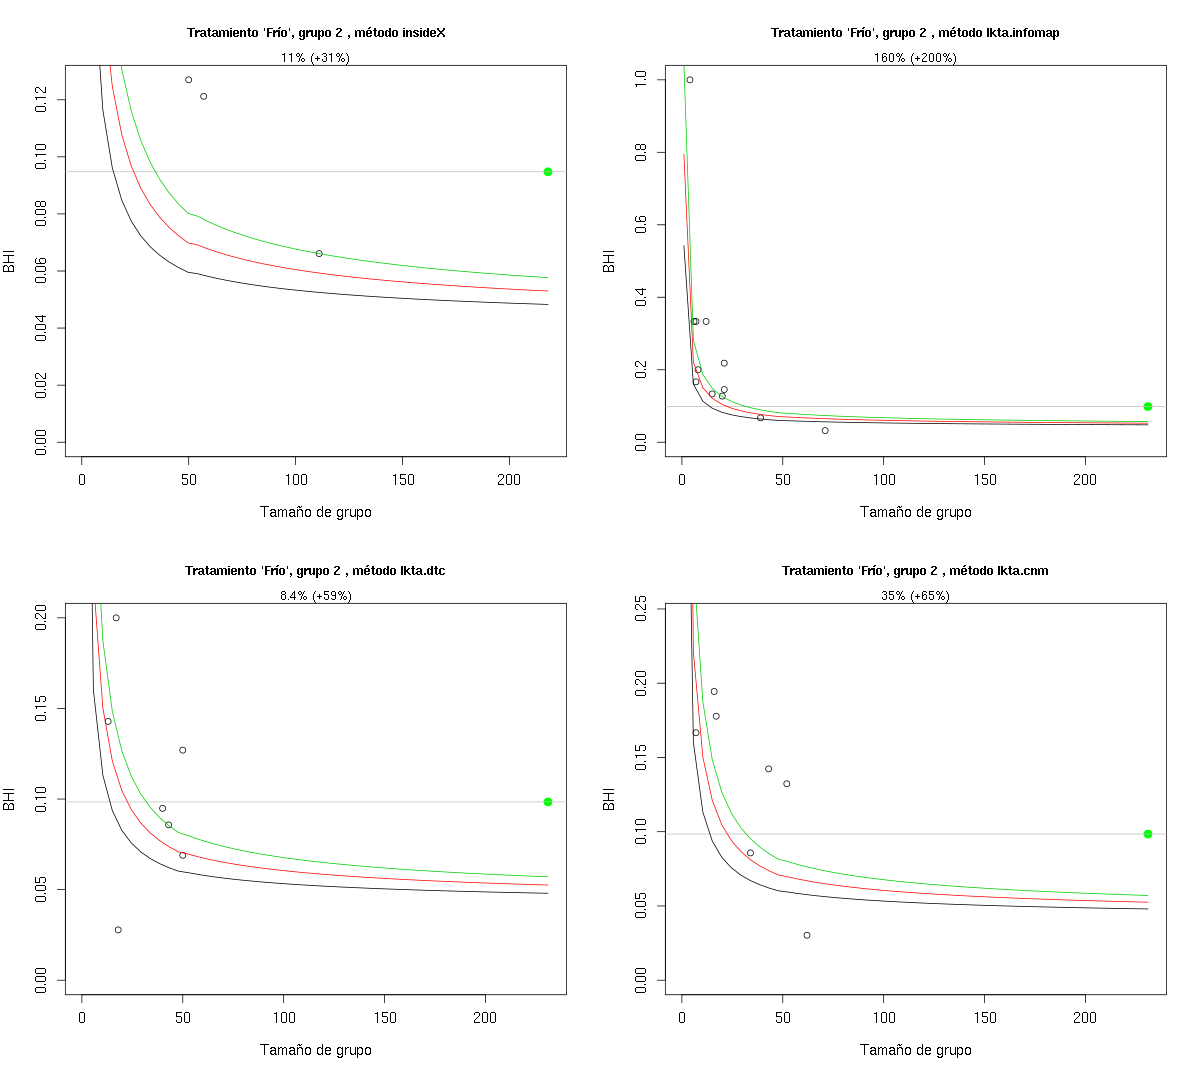 Tratamiento 'Frío', grupo 2 , método insideX
11% (+31%)
BHI
0.00 0.02 0.04 0.06 0.08 0.10 0.12
0 50 100 150 200
Tamaño de grupo
Tratamiento 'Frío', grupo 2 , método lkta.infomap
160% (+200%)
BHI
0.0 0.2 0.4 0.6 0.8 1.0
0 50 100 150 200
Tamaño de grupo
Tratamiento 'Frío', grupo 2 , método lkta.dtc
8.4% (+59%)
BHI
0.00 0.05 0.10 0.15 0.20
0 50 100 150 200
Tamaño de grupo
Tratamiento 'Frío', grupo 2 , método lkta.cnm
35% (+65%)
BHI
0.00 0.05 0.10 0.15 0.20 0.25
0 50 100 150 200
Tamaño de grupo